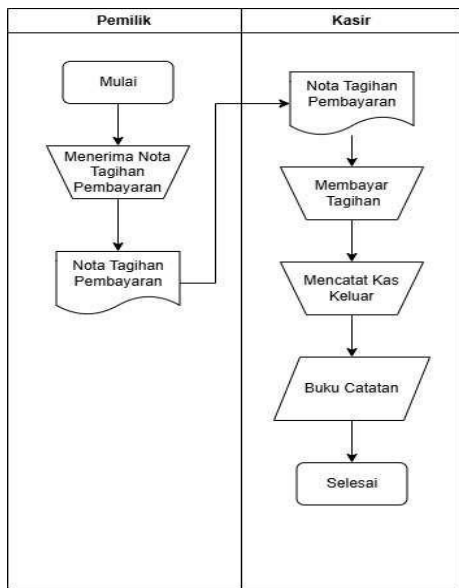 Pemilik
Kasir
Mulai
Menerima Nota
Tagihan
Pembayaran
Nota Tagihan
Pembayaran
Nota Tagihan
Pembayaran
Membayar
Tagihan
Mencatat Kas
Keluar
Buku Catatan
Selesai